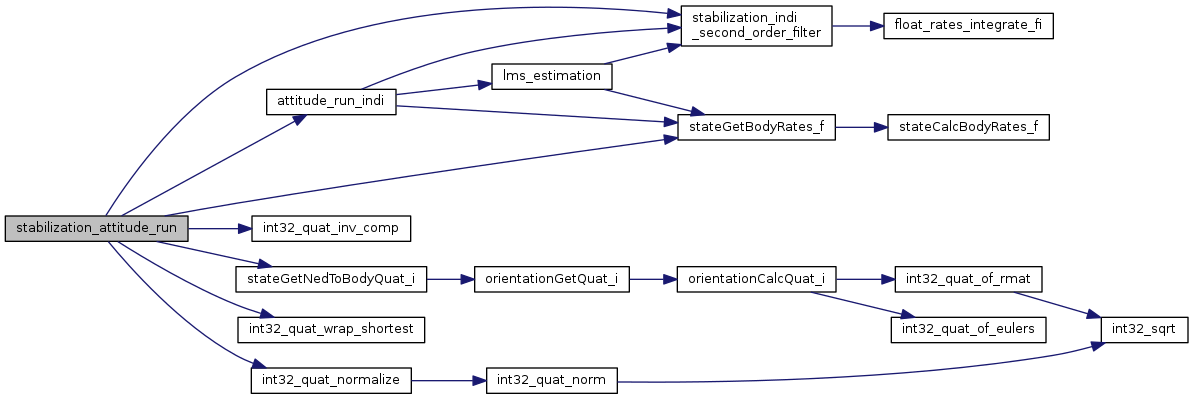 stabilization_indi
_second_order_filter
float_rates_integrate_fi
lms_estimation
attitude_run_indi
stateGetBodyRates_f
stateCalcBodyRates_f
stabilization_attitude_run
int32_quat_inv_comp
stateGetNedToBodyQuat_i
orientationGetQuat_i
orientationCalcQuat_i
int32_quat_of_rmat
int32_quat_wrap_shortest
int32_quat_of_eulers
int32_sqrt
int32_quat_normalize
int32_quat_norm